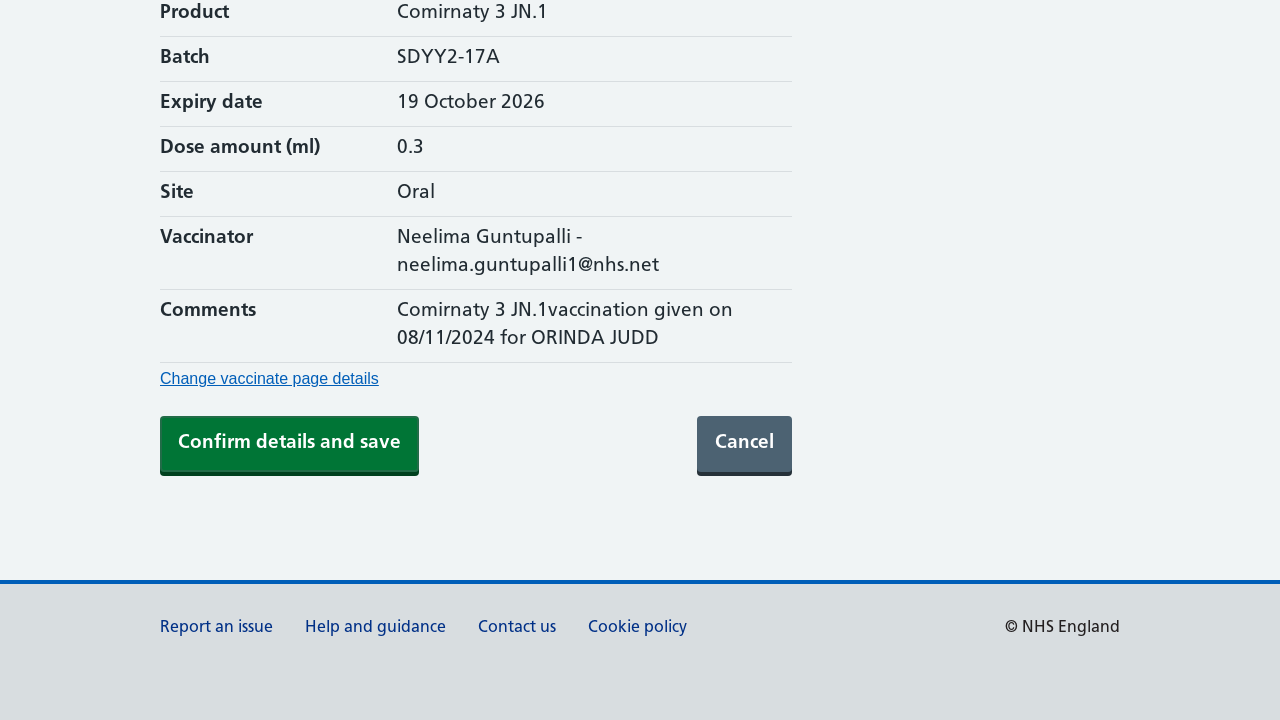 Product Comirnaty 3 JN.1
Batch SDYY2-17A
Expiry date 19 October 2026
Dose amount (ml) 0.3
Site Oral
Vaccinator Neelima Guntupalli -
neelima.guntupalli1@nhs.net
Comments Comirnaty 3 JN.1vaccination given on
08/11/2024 for ORINDA JUDD
Change vaccinate page details
Confirm details and save Cancel
Report an issue Help and guidance Contact us Cookie policy © NHS England